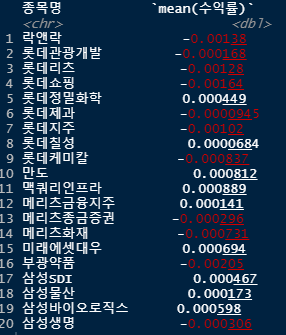 종목명 `mean(수익률)`
<chr> <dbl>
1 락앤락 -0.00138
2 롯데관광개발 -0.000168
3 롯데리츠 -0.00128
4 롯데쇼핑 -0.00164
5 롯데정밀화학 0.000449
6 롯데제과 -0.0000945
7 롯데지주 -0.00102
8 롯데칠성 0.0000684
9 롯데케미칼 -0.000837
10 만도 0.000812
11 맥쿼리인프라 0.000889
12 메리츠금융지주 0.000141
13 메리츠종금증권 -0.000296
14 메리츠화재 -0.000731
15 미래에셋대우 0.000694
16 부광약품 -0.00205
17 삼성SDI 0.000467
18 삼성물산 0.000173
19 삼성바이오로직스 0.000598
20 삼성생명 -0.000306